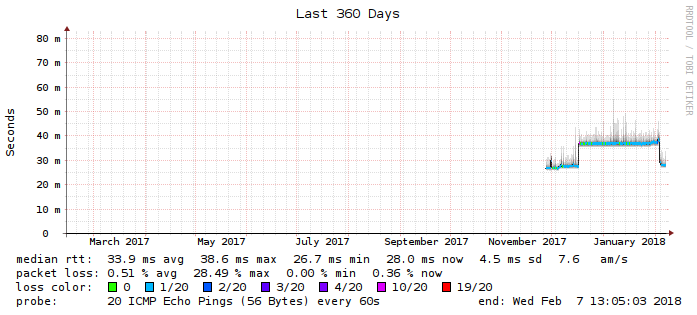 Last 360 Days
RRDTOOL / TOBI OETIKER
Seconds
80 m
70 m
60 m
50 m
40 m
30 m
20 m
10 m
0
March 2017 May 2017 July 2017 September 2017 November 2017 January 2018
median rtt: 33.9 ms avg 38.6 ms max 26.7 ms min 28.0 ms now 4.5 ms sd 7.6 am/s
packet loss: 0.51 % avg 28.49 % max 0.00 % min 0.36 % now
loss color: 0 1/20 2/20 3/20 4/20 10/20 19/20
probe: 20 ICMP Echo Pings (56 Bytes) every 60s end: Wed Feb 7 13:05:03 2018